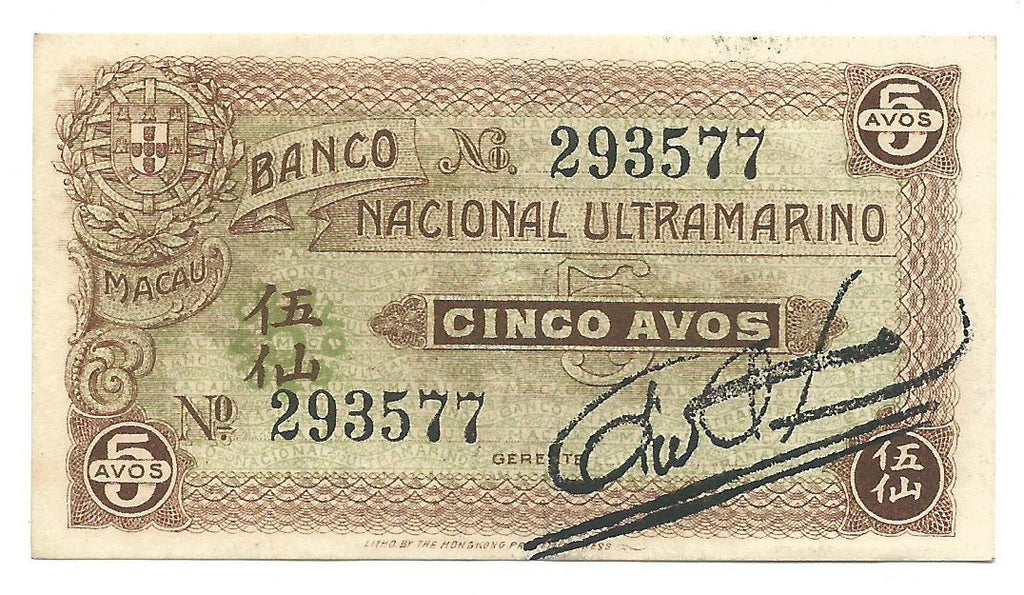 5
AVOS
BANCO
No. 293577
NACIONAL ULTRAMARINO
MACAU
5
伍仙
CINCO AVOS
Nº 293577
GERENTE
5
AVOS
伍仙
LITHO BY THE HONGKONG